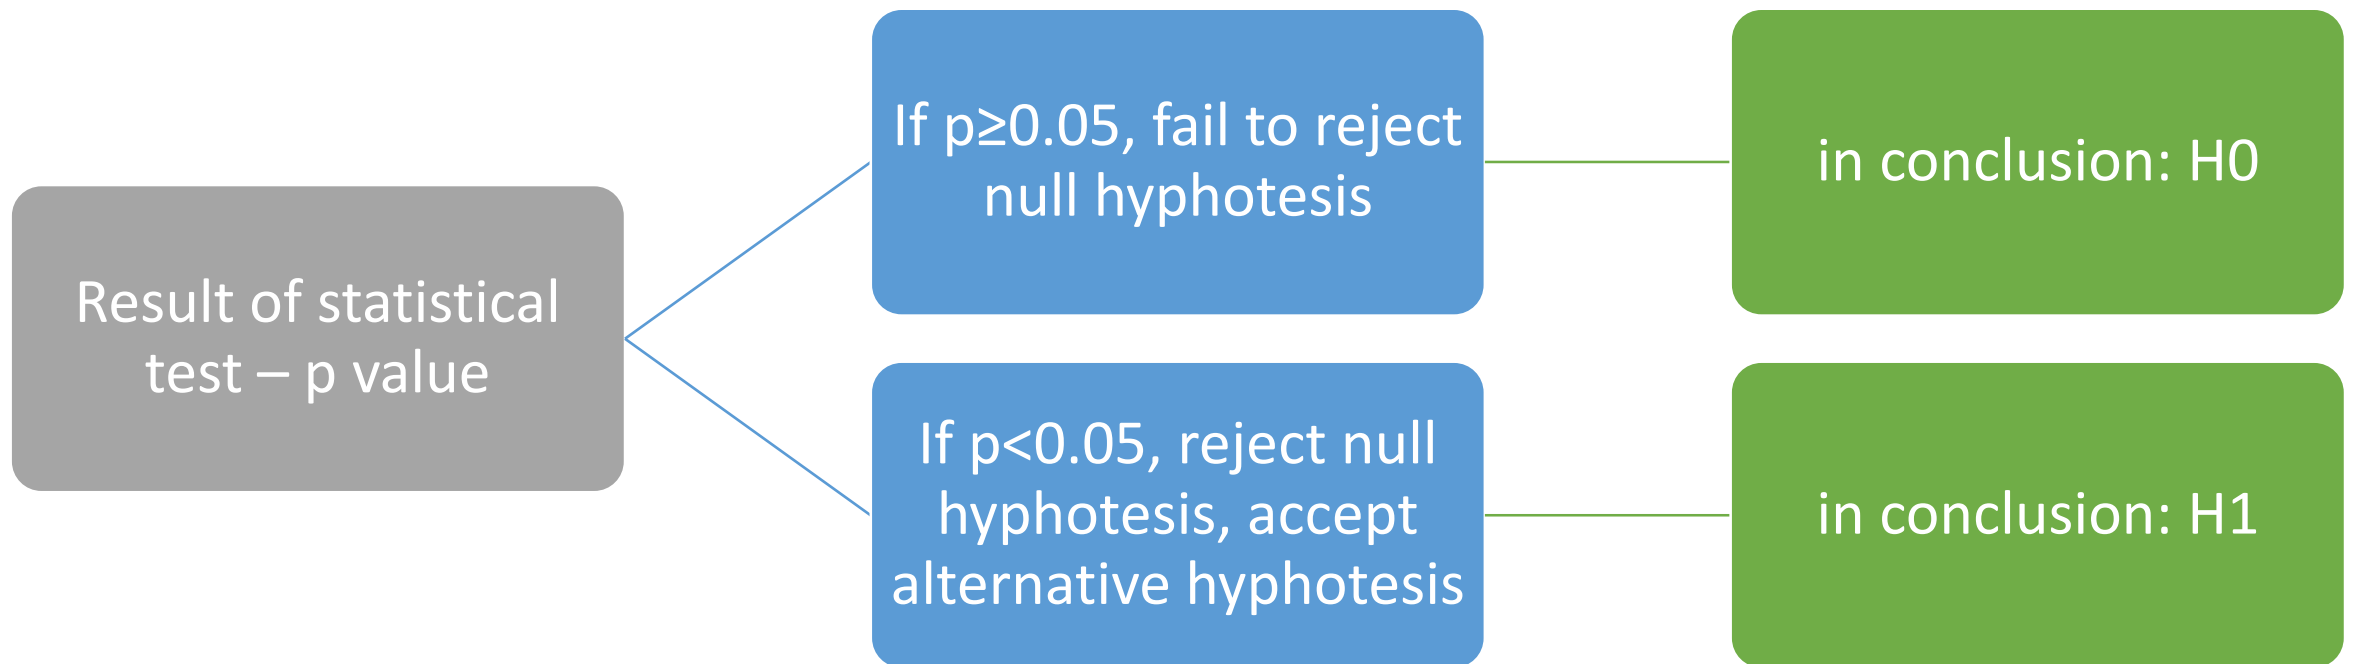 Result of statistical
test – p value
If p≥0.05, fail to reject
null hyphotesis
in conclusion: H0
If p<0.05, reject null
hyphotesis, accept
alternative hyphotesis
in conclusion: H1